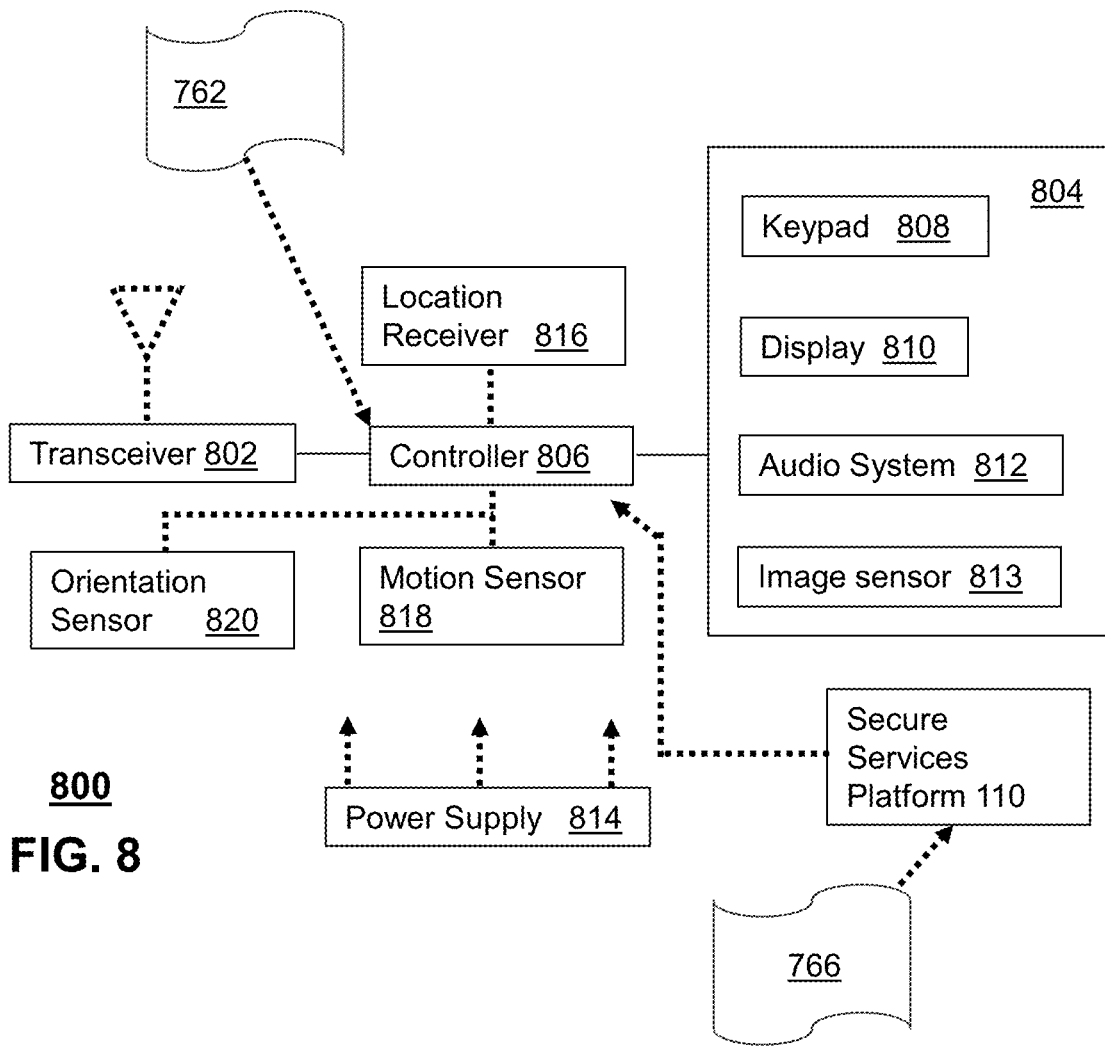 762
804
Keypad 808
Location
Receiver 816
Display 810
Transceiver 802
Controller 806
Audio System 812
Orientation
Sensor 820
Motion Sensor
818
Image sensor 813
Secure
Services
Platform 110
800
Power Supply 814
FIG. 8
766